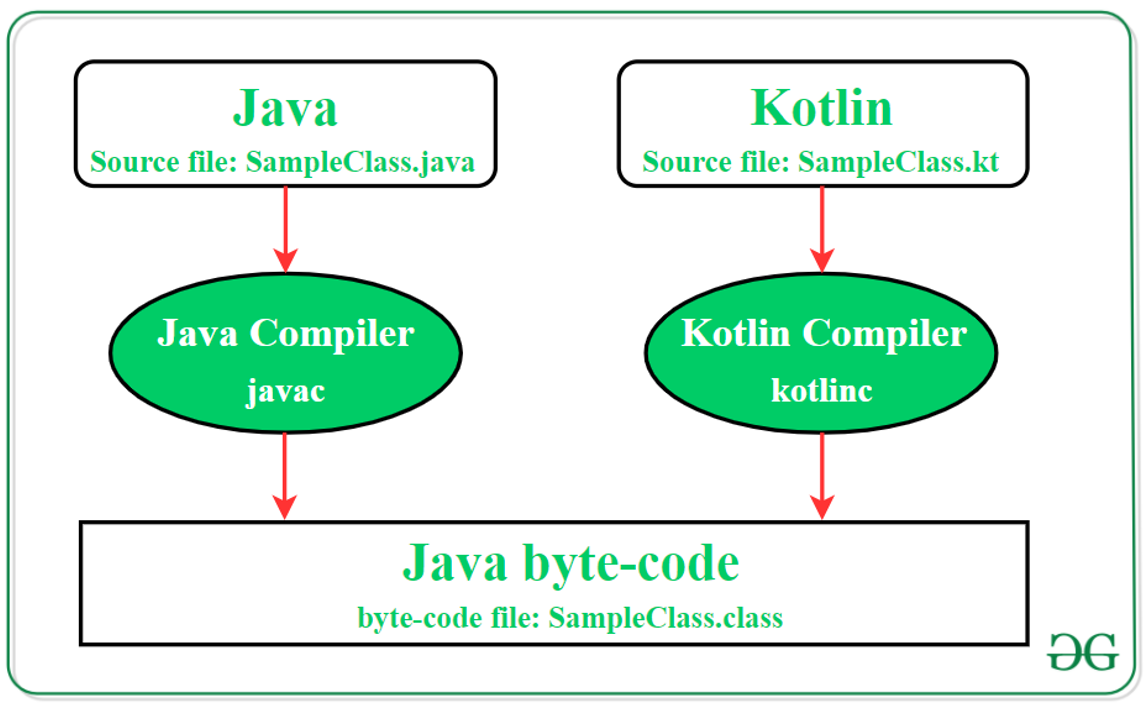 Java
Source file: SampleClass.java
Kotlin
Source file: SampleClass.kt
Java Compiler
javac
Kotlin Compiler
kotlinc
Java byte-code
byte-code file: SampleClass.class